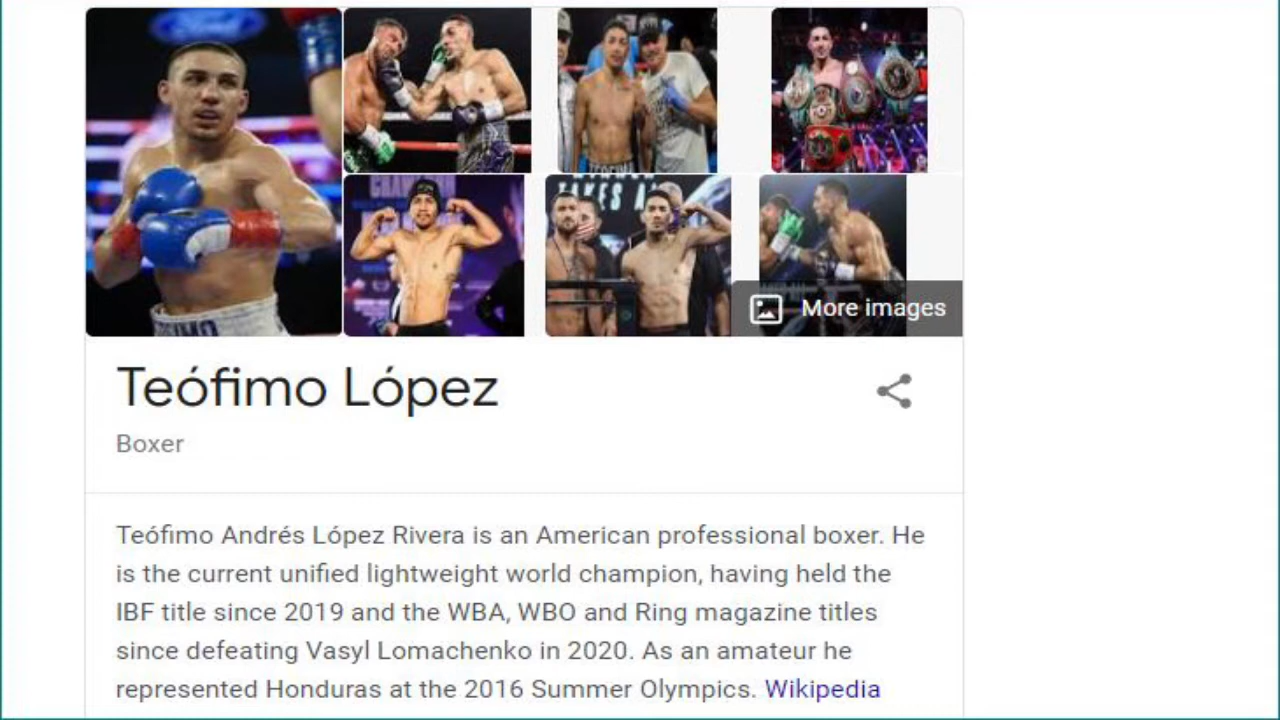 More images
Teófimo López
Boxer
Teófimo Andrés López Rivera is an American professional boxer. He
is the current unified lightweight world champion, having held the
IBF title since 2019 and the WBA, WBO and Ring magazine titles
since defeating Vasyl Lomachenko in 2020. As an amateur he
represented Honduras at the 2016 Summer Olympics. Wikipedia